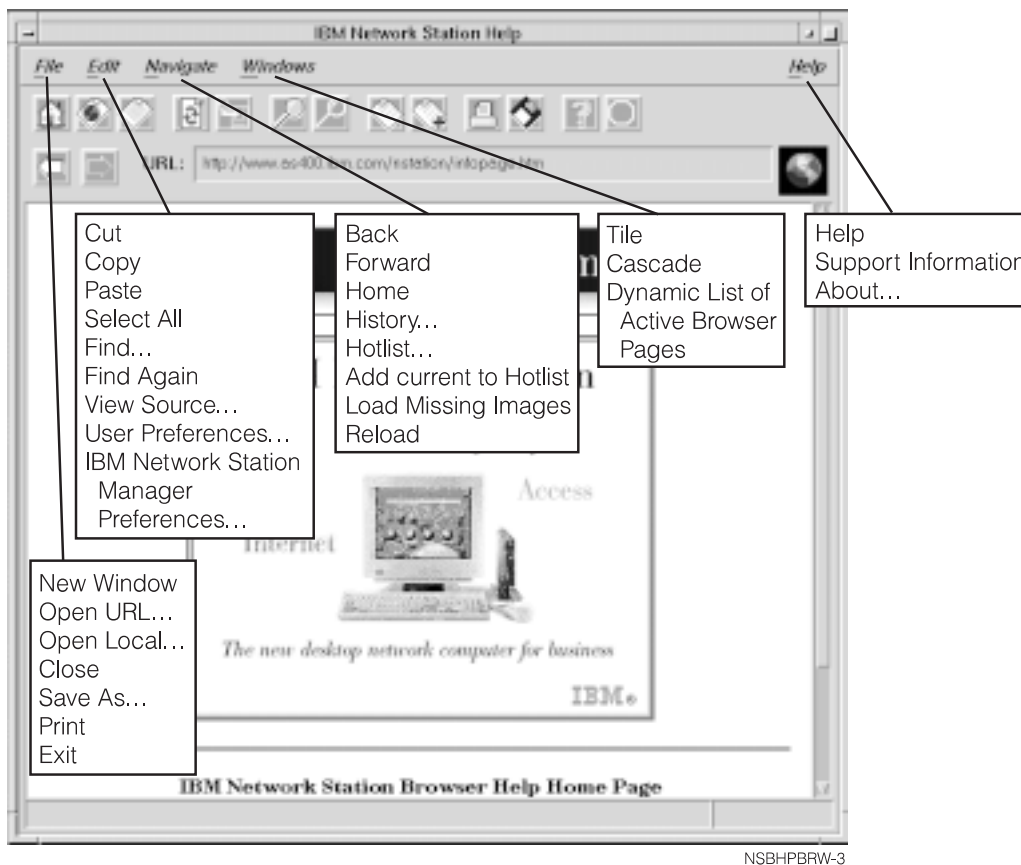 IBM Network Station Help
File Edit Navigate Windows Help
URL: http://www.as400.ibm.com/nstation/infopage.htm
Cut
Copy
Paste
Select All
Find...
Find Again
View Source...
User Preferences...
IBM Network Station
Manager
Preferences...
Back
Forward
Home
History...
Hotlist...
Add current to Hotlist
Load Missing Images
Reload
Tile
Cascade
Dynamic List of
Active Browser
Pages
Help
Support Information
About...
Access
Internet
New Window
Open URL...
Open Local...
Close
Save As...
Print
Exit
The new desktop network computer for business
IBM®
IBM Network Station Browser Help Home Page
NSBHPBRW-3